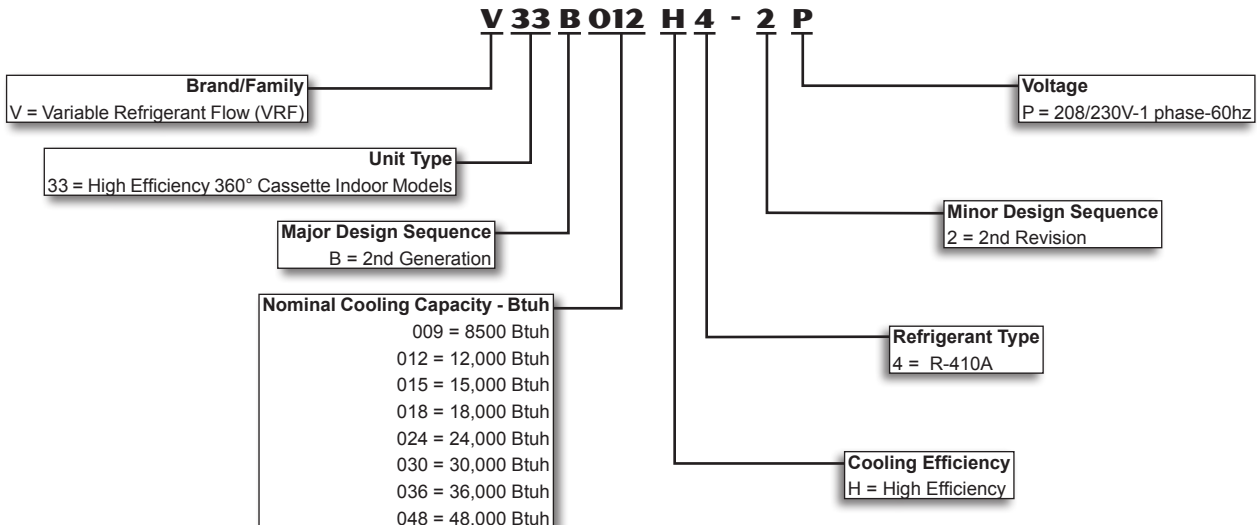 V 33 B 012 H 4 - 2 P
Brand/Family
V = Variable Refrigerant Flow (VRF)
Unit Type
33 = High Efficiency 360° Cassette Indoor Models
Major Design Sequence
B = 2nd Generation
Nominal Cooling Capacity - Btuh
009 = 8500 Btuh
012 = 12,000 Btuh
015 = 15,000 Btuh
018 = 18,000 Btuh
024 = 24,000 Btuh
030 = 30,000 Btuh
036 = 36,000 Btuh
048 = 48,000 Btuh
Voltage
P = 208/230V-1 phase-60hz
Minor Design Sequence
2 = 2nd Revision
Refrigerant Type
4 = R-410A
Cooling Efficiency
H = High Efficiency